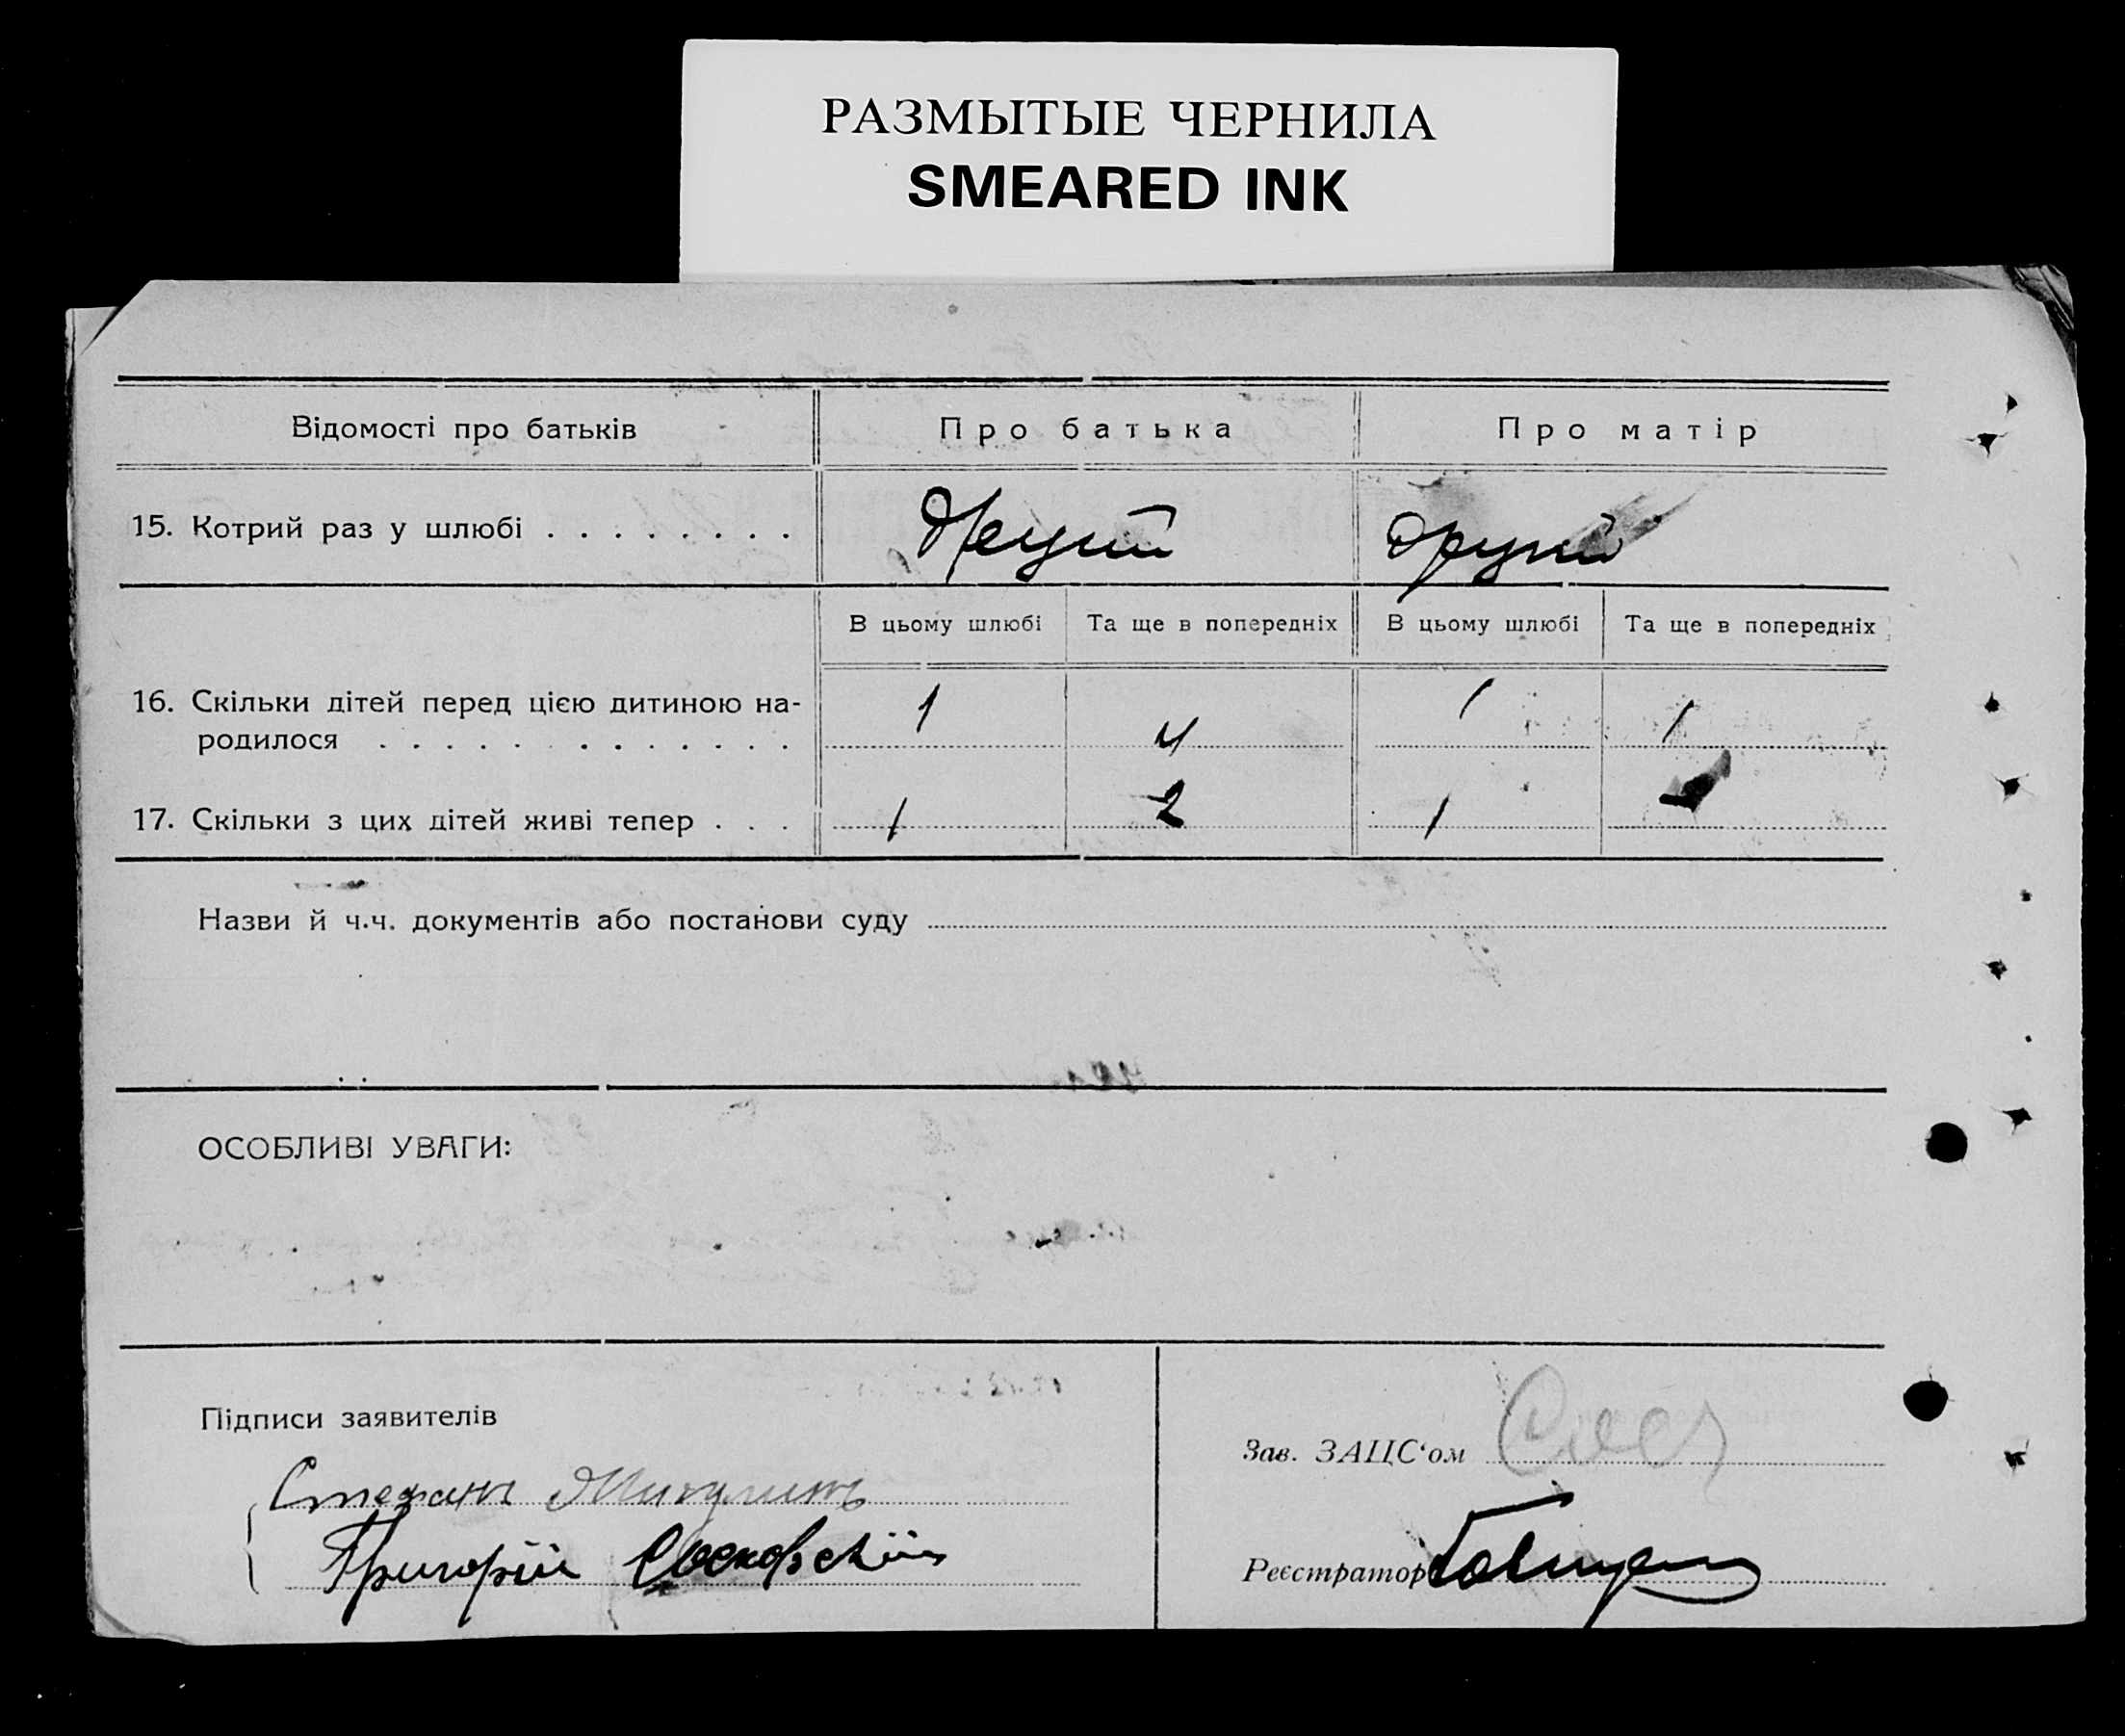 РАЗМЫТЫЕ ЧЕРНИЛА
SMEARED INK
Відомості про батьків Про батька Про матір
15. Котрий раз у шлюбі . . . . . . . . другий
В цьому шлюбі Та ще в попередніх В цьому шлюбі Та ще в попередніх
16. Скільки дітей перед цією дитиною на-
родилося . . . . . . . . . . . . . 1 4 1 1
17. Скільки з цих дітей живі тепер . . . 1 2 1
Назви й ч.ч. документів або постанови суду
ОСОБЛИВІ УВАГИ:
Підписи заявителів
Степанъ
Григорій
Зав. ЗАЦС‘ом
Реєстратор